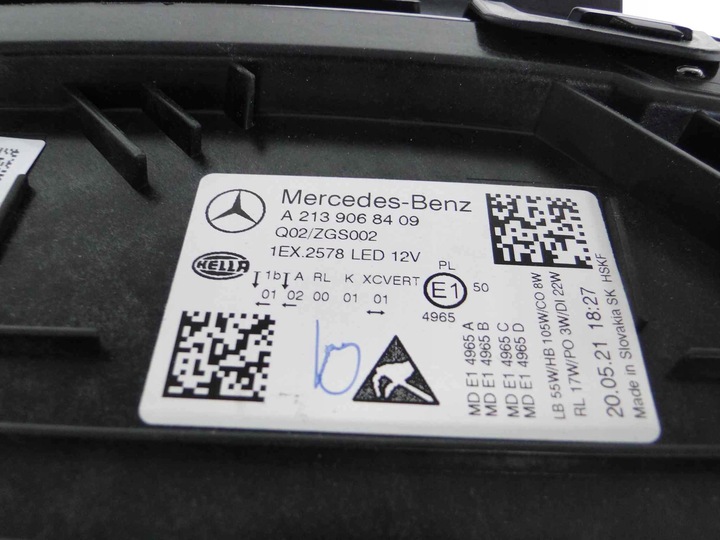 Mercedes-Benz
A 213 906 84 09
Q02/ZGS002
1EX.2578 LED 12V
HELLA
1b A RL K XCVERT
01 02 00 01 01
PL
E1 50
4965
MD E1 4965 A
MD E1 4965 B
MD E1 4965 C
MD E1 4965 D
LB 55W/HB 105W/CO 8W
RL 17W/PO 3W/DI 22W
20.05.21 18:27
Made in Slovakia SK HSKF